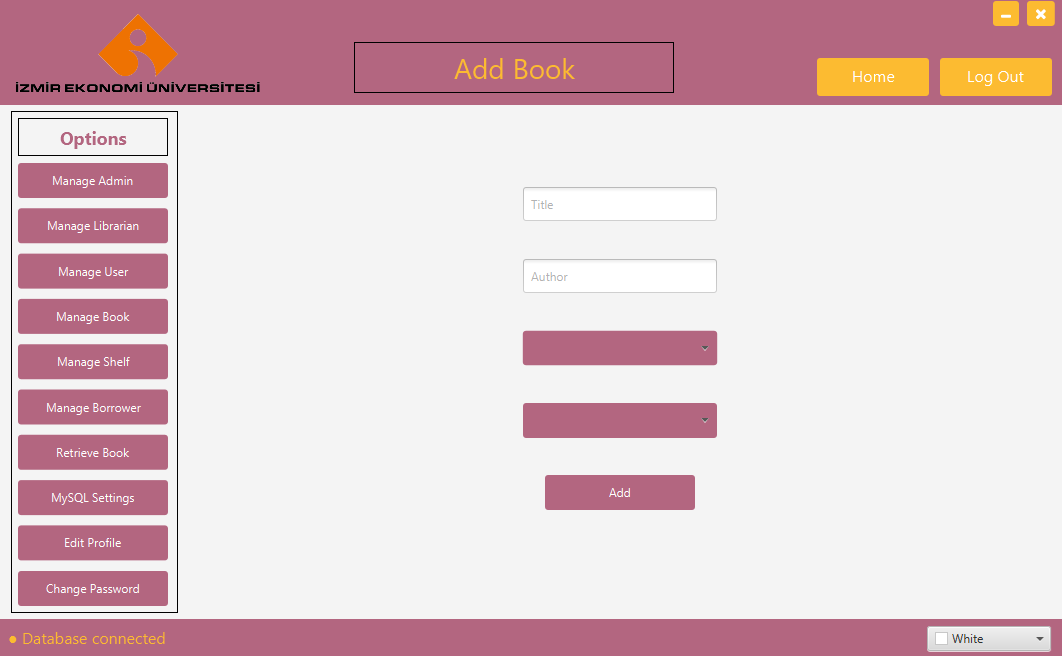 İZMİR EKONOMİ ÜNİVERSİTESİ
Add Book
Home
Log Out
Options
Manage Admin
Manage Librarian
Manage User
Manage Book
Manage Shelf
Manage Borrower
Retrieve Book
MySQL Settings
Edit Profile
Change Password
Title
Author
Add
Database connected
White